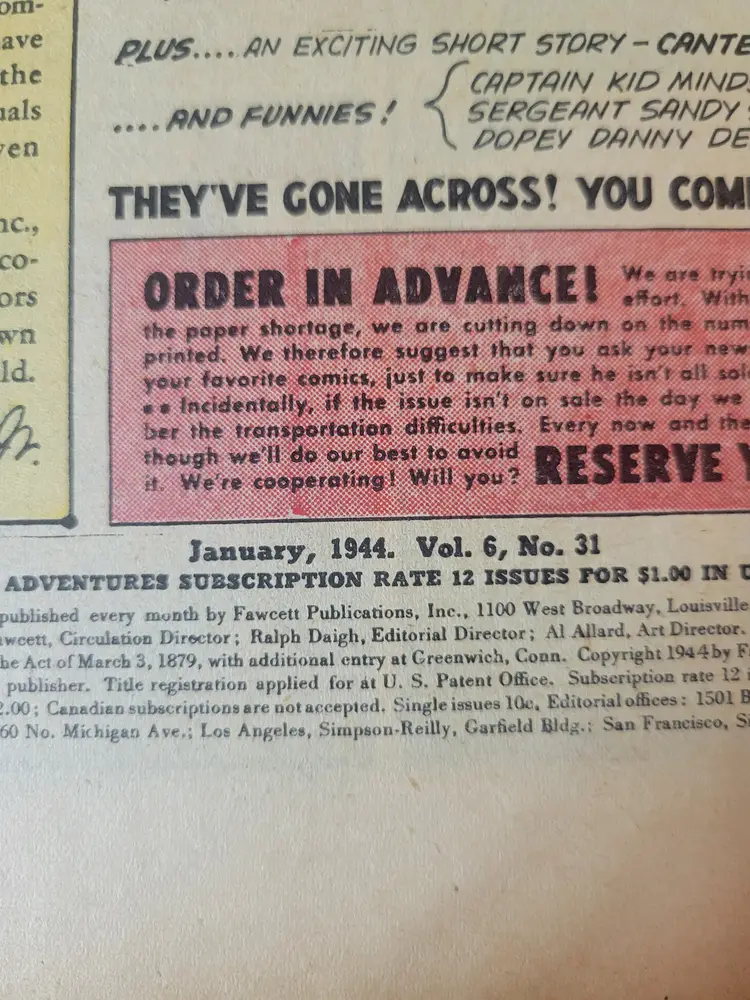 om-
ave
the
uals
ven
nc.,
co-
ors
wn
ld.
Jr.
PLUS.... AN EXCITING SHORT STORY - CANTE
....AND FUNNIES!
CAPTAIN KID MIND
SERGEANT SANDY
DOPEY DANNY DE
THEY'VE GONE ACROSS! YOU COM
ORDER IN ADVANCE! We are tryi
effort. With
the paper shortage, we are cutting down on the num
printed. We therefore suggest that you ask your new
your favorite comics, just to make sure he isn't all sol
•• Incidentally, if the issue isn't on sale the day we
ber the transportation difficulties. Every now and the
though we'll do our best to avoid
it. We're cooperating! Will you? RESERVE Y
January, 1944. Vol. 6, No. 31
ADVENTURES SUBSCRIPTION RATE 12 ISSUES FOR $1.00 IN U
published every month by Fawcett Publications, Inc., 1100 West Broadway, Louisville
wcett, Circulation Director; Ralph Daigh, Editorial Director; Al Allard, Art Director.
he Act of March 3, 1879, with additional entry at Greenwich, Conn. Copyright 1944 by F
publisher. Title registration applied for at U. S. Patent Office. Subscription rate 12 i
2.00; Canadian subscriptions are not accepted. Single issues 10c. Editorial offices: 1501 B
60 No. Michigan Ave.; Los Angeles, Simpson-Reilly, Garfield Bldg.; San Francisco, S